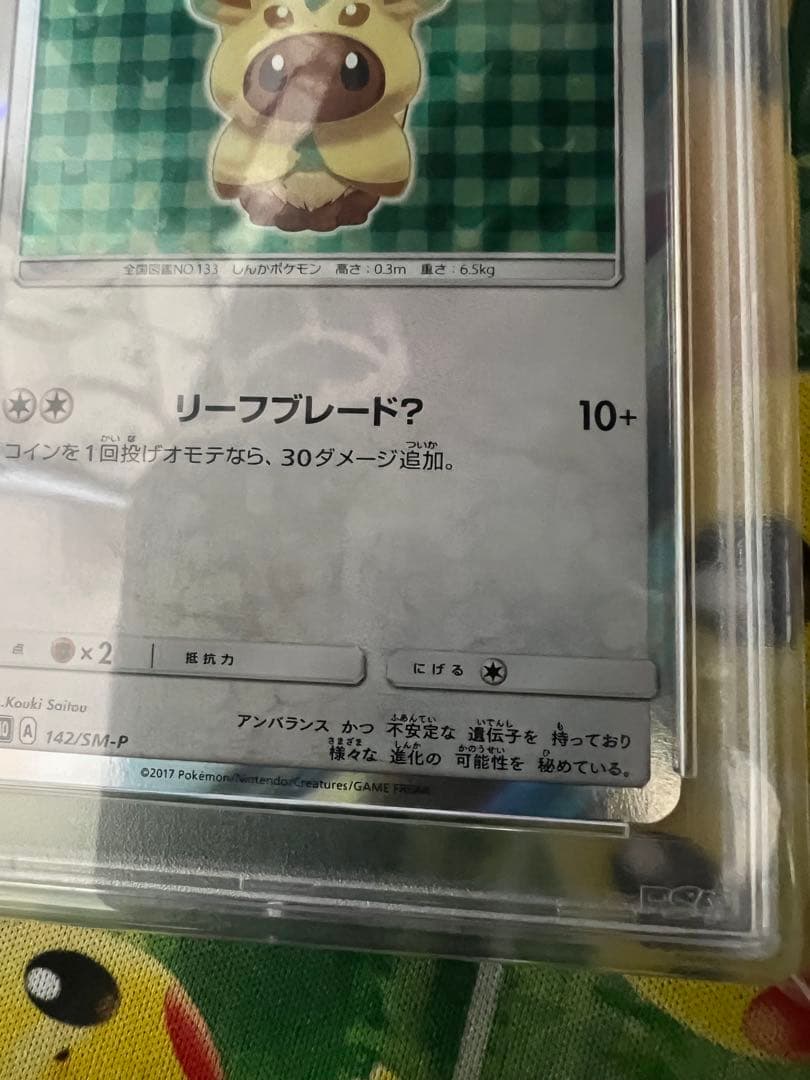 全国図鑑NO.133 しんかポケモン 高さ：0.3m 重さ：6.5kg
リーフブレード？ 10+
コインを1回投げオモテなら、30ダメージ追加。
点 ×2 抵抗力 にげる
.Kouki Saitou
A 142/SM-P
アンバランス かつ 不安定な 遺伝子を 持っており
様々な 進化の 可能性を 秘めている。
©2017 Pokémon/Nintendo/Creatures/GAME FREAK
PSA